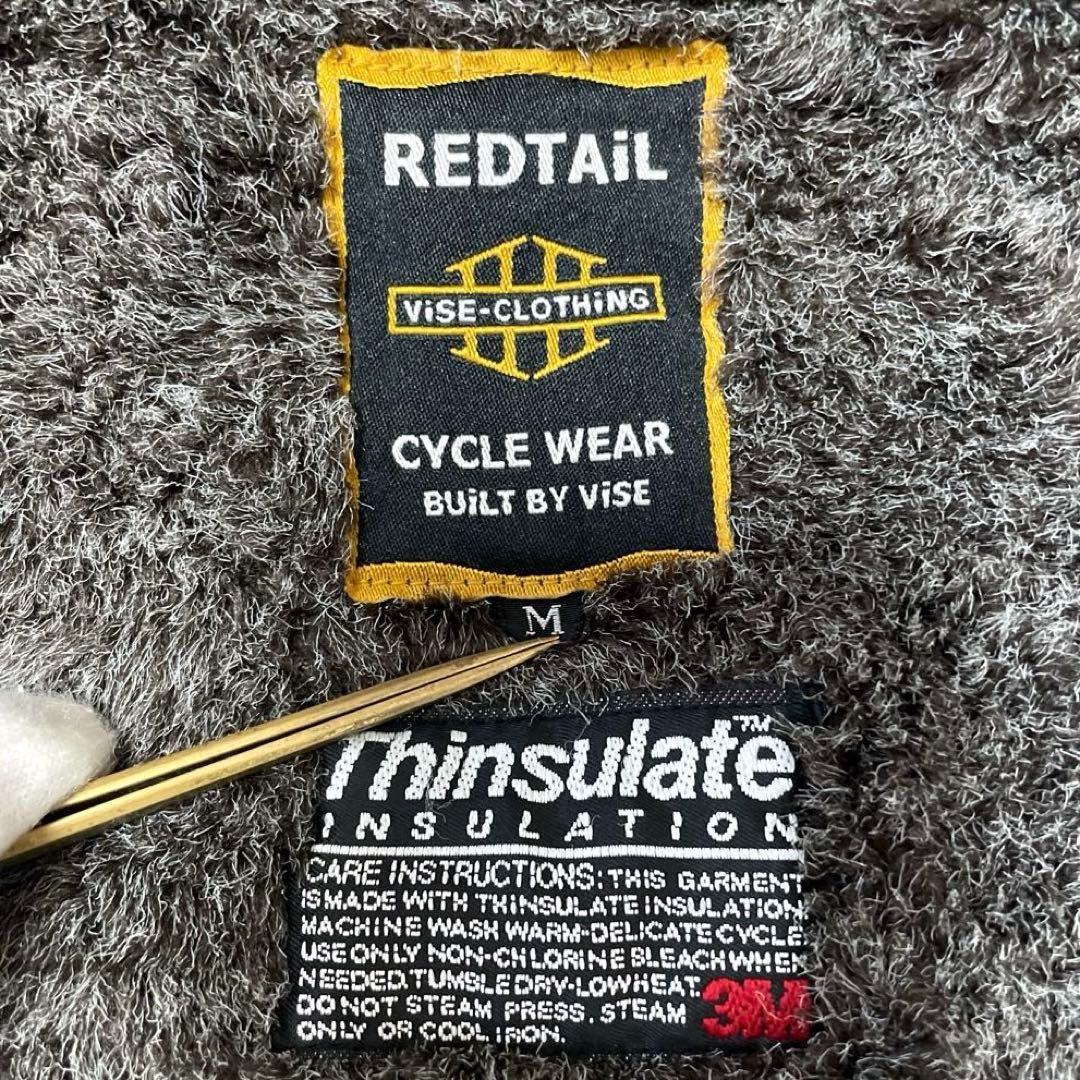 REDTAiL
ViSE-CLOTHiNG
CYCLE WEAR
BUiLT BY ViSE
M
Thinsulate™
INSULATION
CARE INSTRUCTIONS: THIS GARMENT
IS MADE WITH THINSULATE INSULATION
MACHINE WASH WARM-DELICATE CYCLE.
USE ONLY NON-CHLORINE BLEACH WHEN
NEEDED. TUMBLE DRY-LOW HEAT.
DO NOT STEAM PRESS. STEAM
ONLY OR COOL IRON.
3M